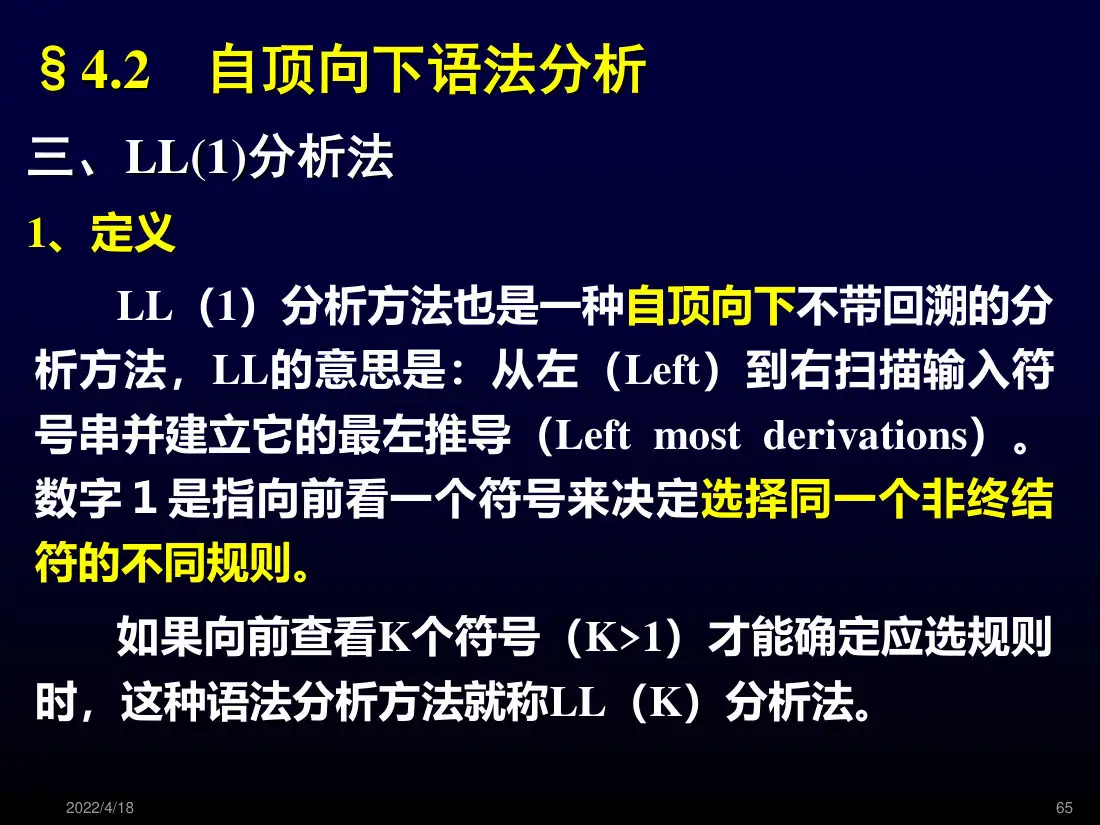 §4.2 自顶向下语法分析
三、LL(1)分析法
1、定义
LL（1）分析方法也是一种自顶向下不带回溯的分
析方法，LL的意思是：从左（Left）到右扫描输入符
号串并建立它的最左推导（Left most derivations）。
数字1是指向前看一个符号来决定选择同一个非终结
符的不同规则。
如果向前查看K个符号（K>1）才能确定应选规则
时，这种语法分析方法就称LL（K）分析法。
2022/4/18
65